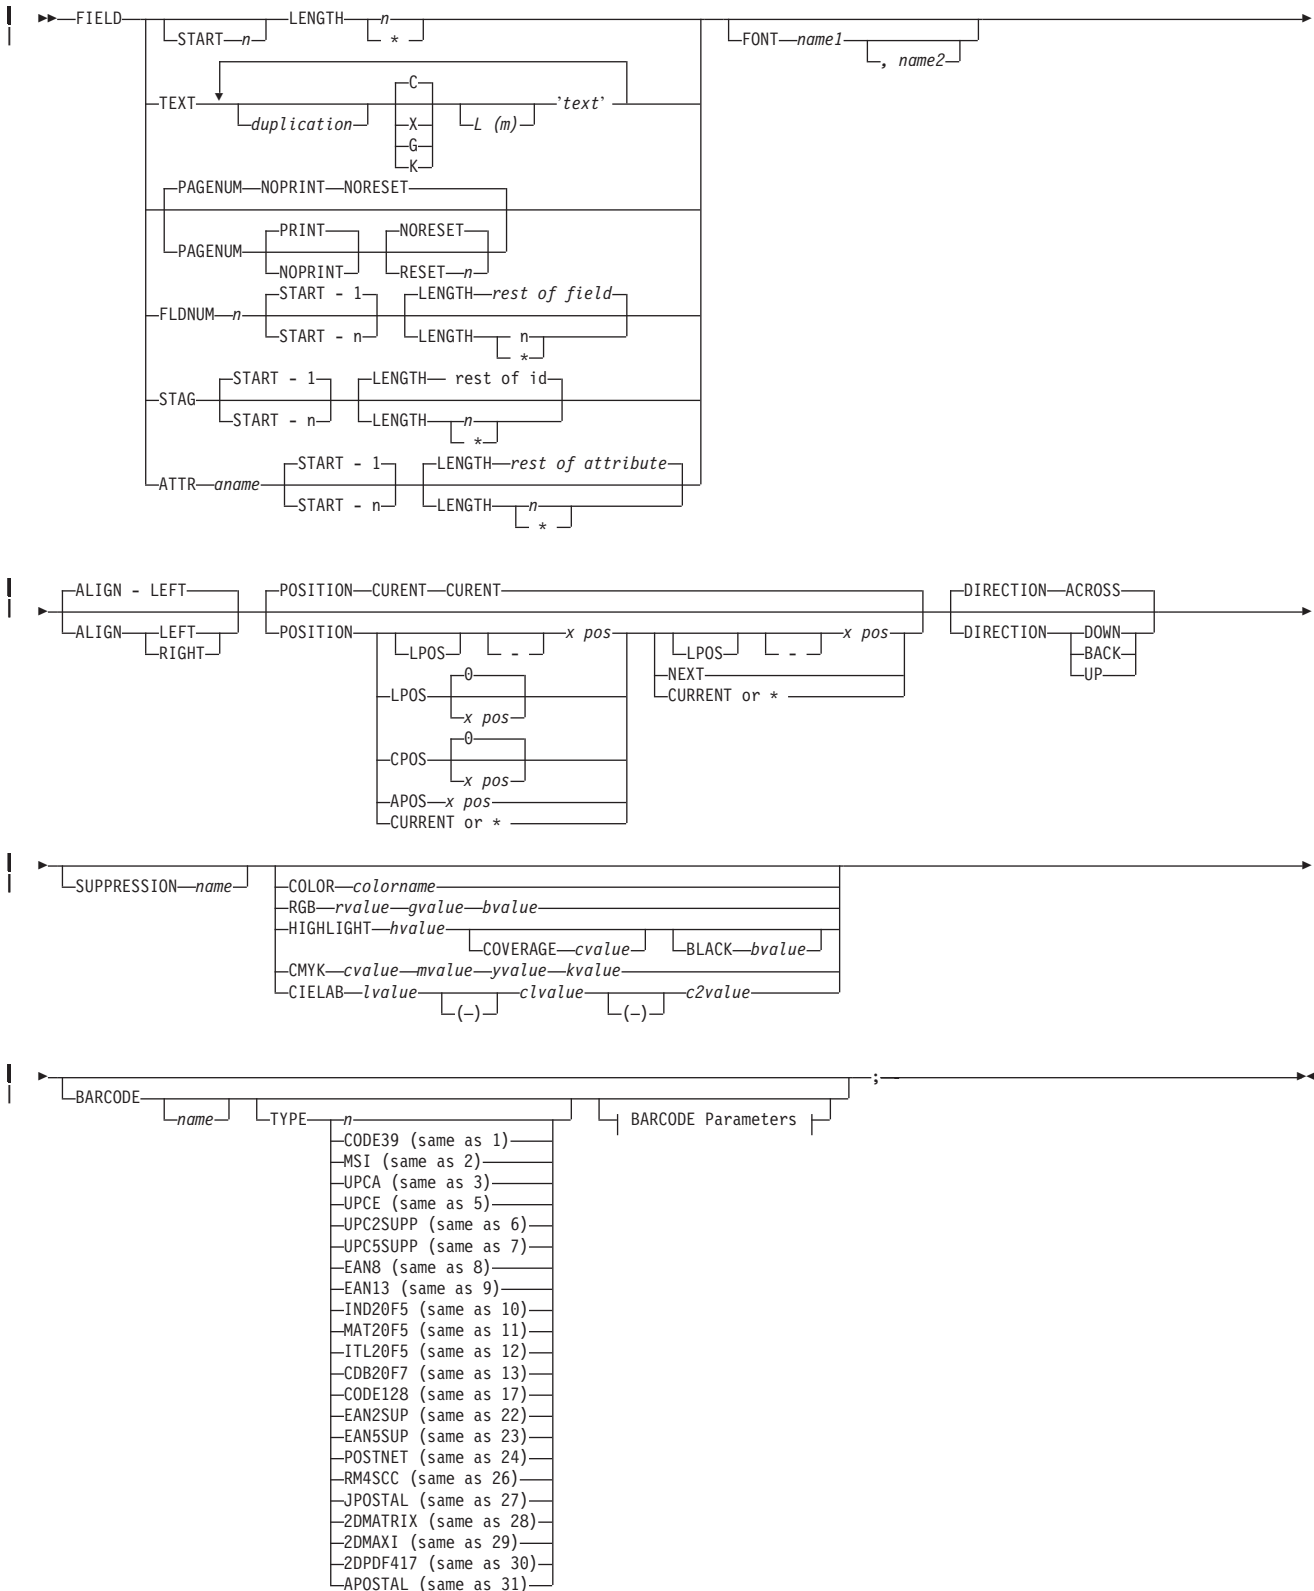 FIELD START n LENGTH n FONT name1
* , name2
TEXT duplication C L (m) 'text'
X
G
K
PAGENUM NOPRINT NORESET
PAGENUM PRINT NORESET
NOPRINT RESET n
FLDNUM n START - 1 LENGTH rest of field
START - n LENGTH n
*
STAG START - 1 LENGTH rest of id
START - n LENGTH n
*
ATTR aname START - 1 LENGTH rest of attribute
START - n LENGTH n
*
ALIGN - LEFT POSITION CURENT CURENT DIRECTION ACROSS
ALIGN LEFT POSITION x pos x pos DIRECTION DOWN
RIGHT LPOS - LPOS - BACK
0 NEXT UP
LPOS CURRENT or *
x pos
0
CPOS
x pos
APOS x pos
CURRENT or *
SUPPRESSION name COLOR colorname
RGB rvalue gvalue bvalue
HIGHLIGHT hvalue
COVERAGE cvalue BLACK bvalue
CMYK cvalue mvalue yvalue kvalue
CIELAB lvalue clvalue c2value
(–) (–)
;
BARCODE
name TYPE n BARCODE Parameters
CODE39 (same as 1)
MSI (same as 2)
UPCA (same as 3)
UPCE (same as 5)
UPC2SUPP (same as 6)
UPC5SUPP (same as 7)
EAN8 (same as 8)
EAN13 (same as 9)
IND2OF5 (same as 10)
MAT2OF5 (same as 11)
ITL2OF5 (same as 12)
CDB2OF7 (same as 13)
CODE128 (same as 17)
EAN2SUP (same as 22)
EAN5SUP (same as 23)
POSTNET (same as 24)
RM4SCC (same as 26)
JPOSTAL (same as 27)
2DMATRIX (same as 28)
2DMAXI (same as 29)
2DPDF417 (same as 30)
APOSTAL (same as 31)